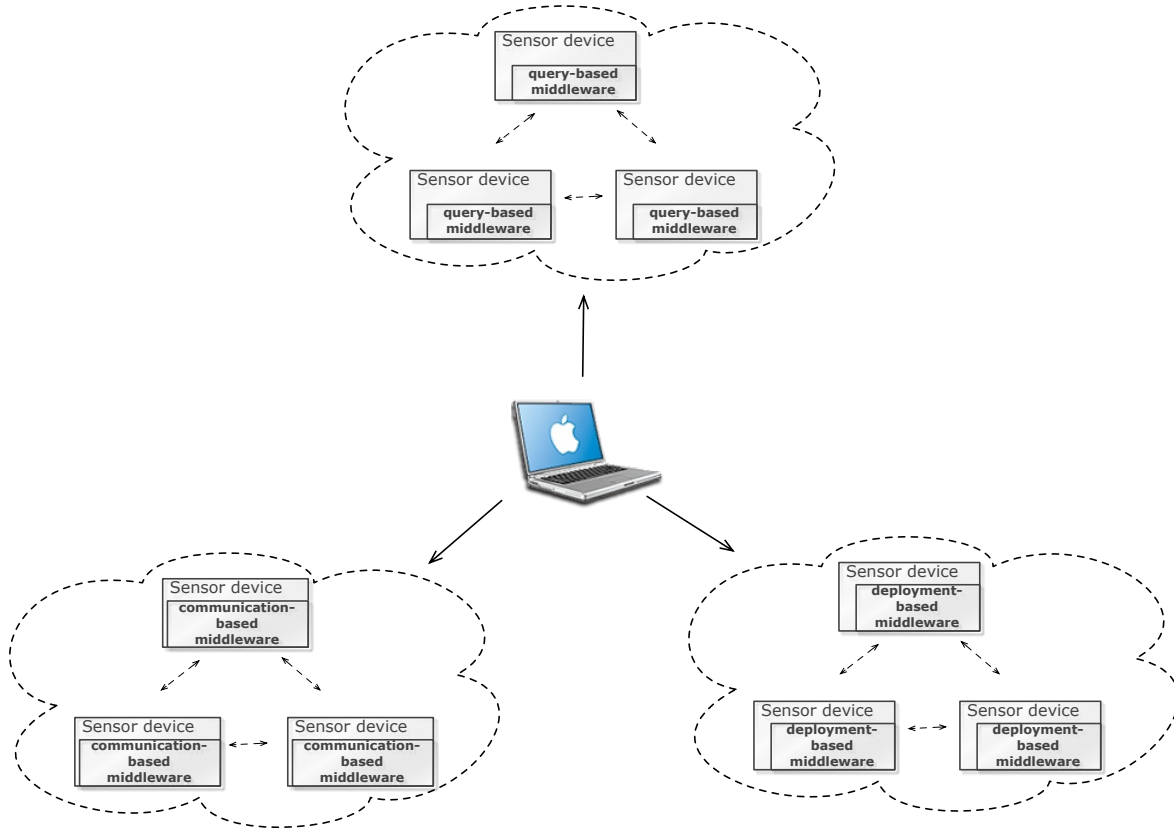 Sensor device
query-based
middleware
Sensor device
query-based
middleware
Sensor device
query-based
middleware
Sensor device
communication-
based
middleware
Sensor device
communication-
based
middleware
Sensor device
communication-
based
middleware
Sensor device
deployment-
based
middleware
Sensor device
deployment-
based
middleware
Sensor device
deployment-
based
middleware